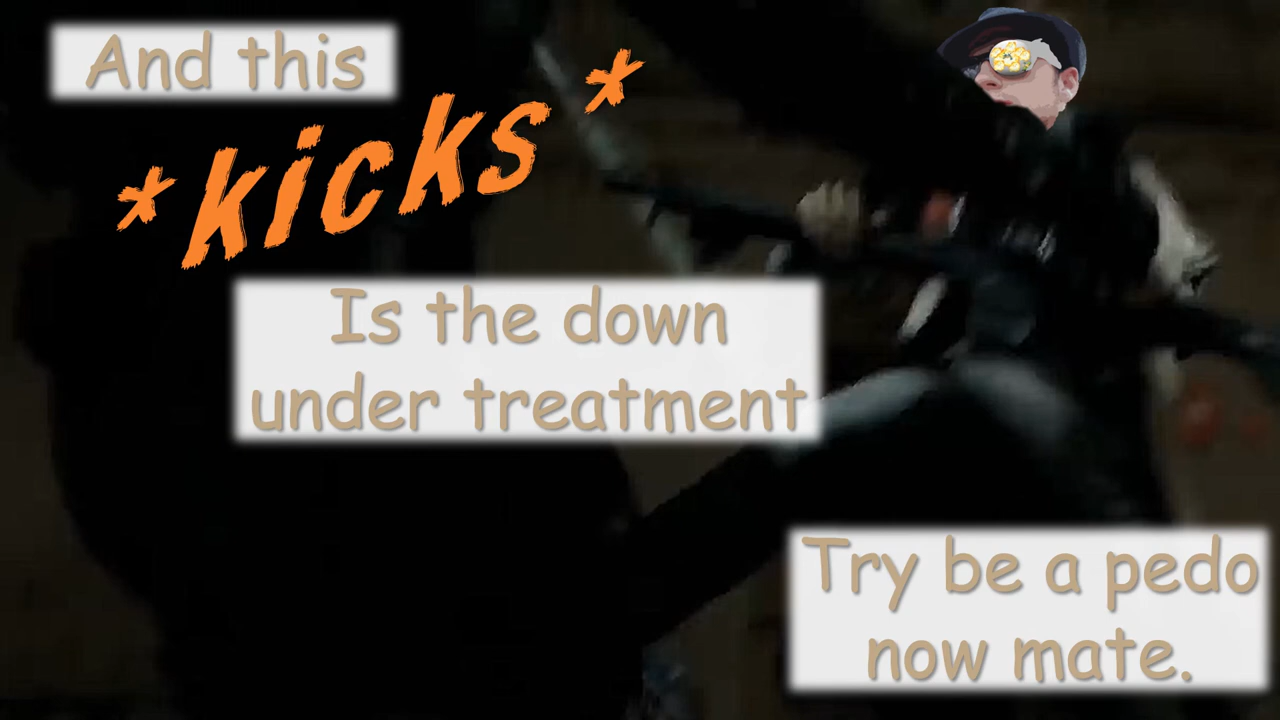 And this
*kicks*
Is the down
under treatment
Try be a pedo
now mate.